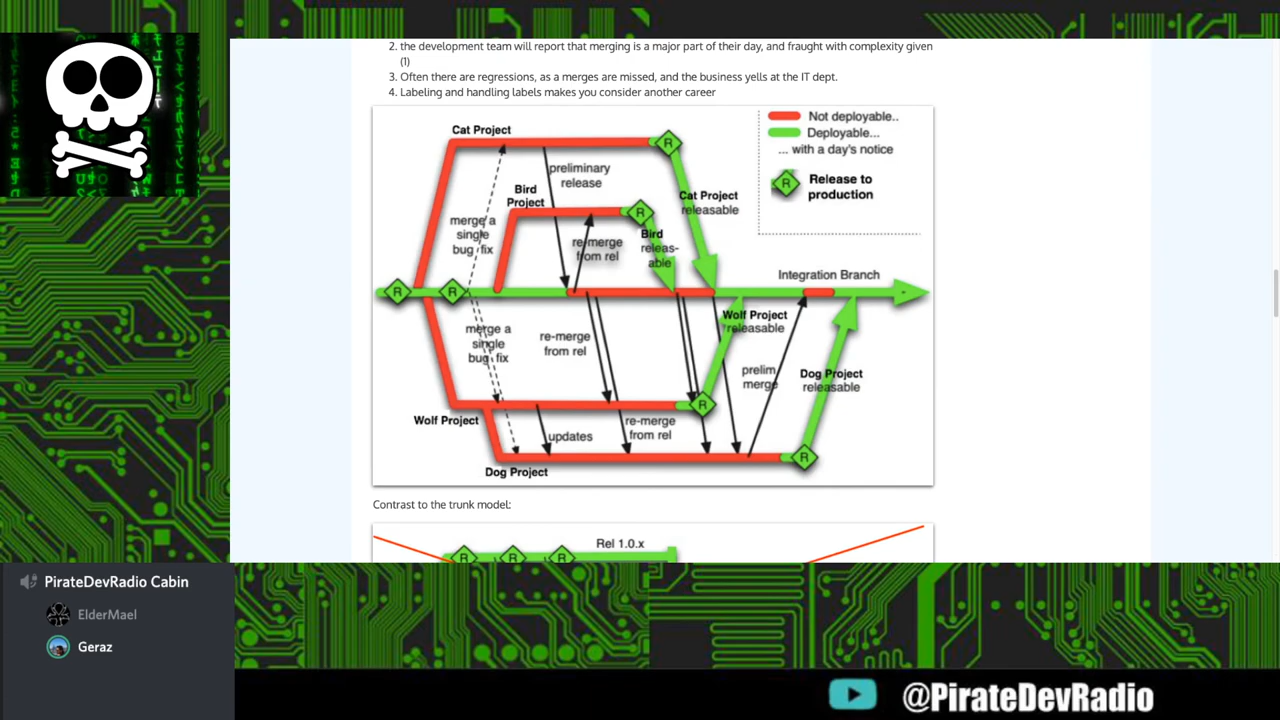 2. the development team will report that merging is a major part of their day, and fraught with complexity given
(1)
3. Often there are regressions, as a merges are missed, and the business yells at the IT dept.
4. Labeling and handling labels makes you consider another career
Not deployable..
Deployable...
... with a day's notice
R
Release to
production
Cat Project
R
preliminary
release
Bird
Project
R
Cat Project
releasable
merge a
single
bug fix
re-merge
from rel
Bird
releas-
able
Integration Branch
R
R
merge a
single
bug fix
re-merge
from rel
Wolf Project
releasable
prelim
merge
Dog Project
releasable
R
Wolf Project
updates
re-merge
from rel
R
Dog Project
Contrast to the trunk model:
Rel 1.0.x
R R R
PirateDevRadio Cabin
ElderMael
Geraz
@PirateDevRadio